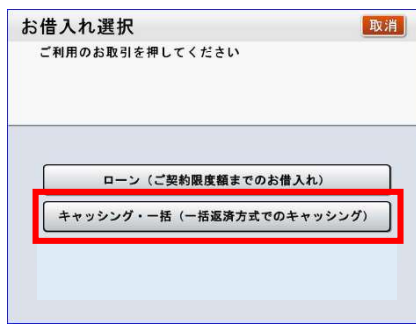 お借入れ選択
取消
ご利用のお取引を押してください
ローン（ご契約限度額までのお借入れ）
キャッシング・一括（一括返済方式でのキャッシング）